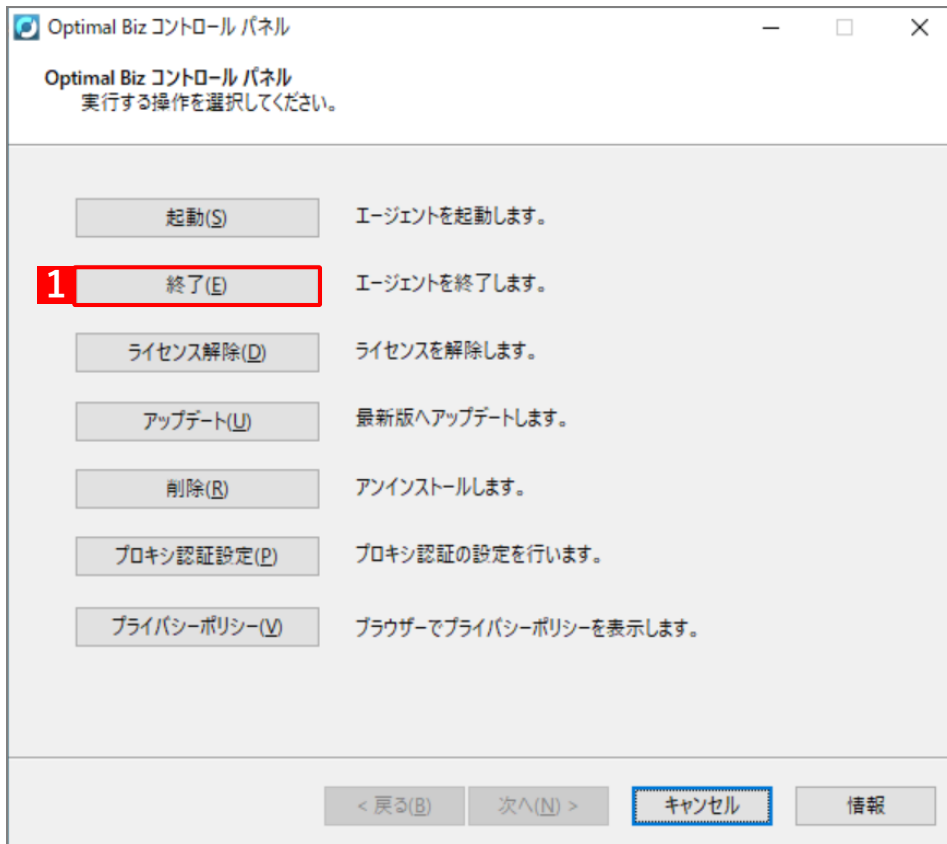 Optimal Biz コントロール パネル
Optimal Biz コントロール パネル
実行する操作を選択してください。
起動(S) エージェントを起動します。
1 終了(E) エージェントを終了します。
ライセンス解除(D) ライセンスを解除します。
アップデート(U) 最新版へアップデートします。
削除(R) アンインストールします。
プロキシ認証設定(P) プロキシ認証の設定を行います。
プライバシーポリシー(V) ブラウザーでプライバシーポリシーを表示します。
< 戻る(B) 次へ(N) > キャンセル 情報